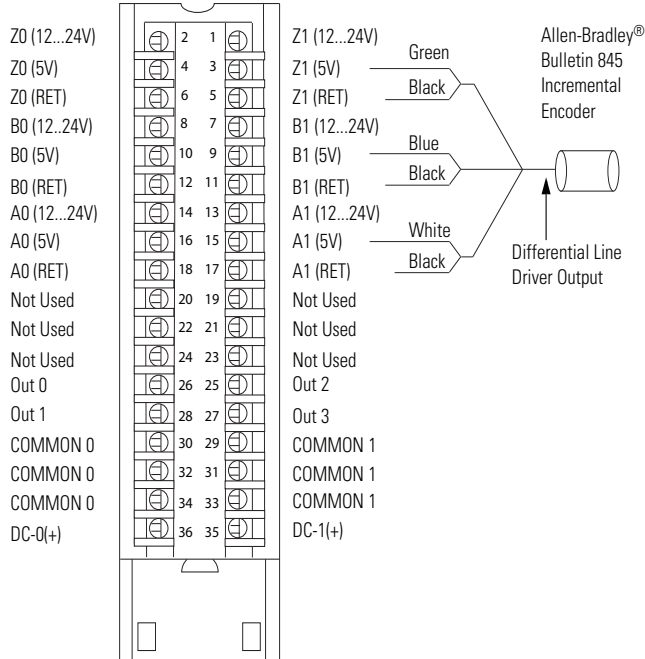 Z0 (12...24V) 2 1 Z1 (12...24V)
Z0 (5V) 4 3 Z1 (5V)
Z0 (RET) 6 5 Z1 (RET)
B0 (12..24V) 8 7 B1 (12..24V)
B0 (5V) 10 9 B1 (5V)
B0 (RET) 12 11 B1 (RET)
A0 (12...24V) 14 13 A1 (12...24V)
A0 (5V) 16 15 A1 (5V)
A0 (RET) 18 17 A1 (RET)
Not Used 20 19 Not Used
Not Used 22 21 Not Used
Not Used 24 23 Not Used
Out 0 26 25 Out 2
Out 1 28 27 Out 3
COMMON 0 30 29 COMMON 1
COMMON 0 32 31 COMMON 1
COMMON 0 34 33 COMMON 1
DC-0(+) 36 35 DC-1(+)
Green
Black
Blue
Black
White
Black
Allen-Bradley®
Bulletin 845
Incremental
Encoder
Differential Line
Driver Output